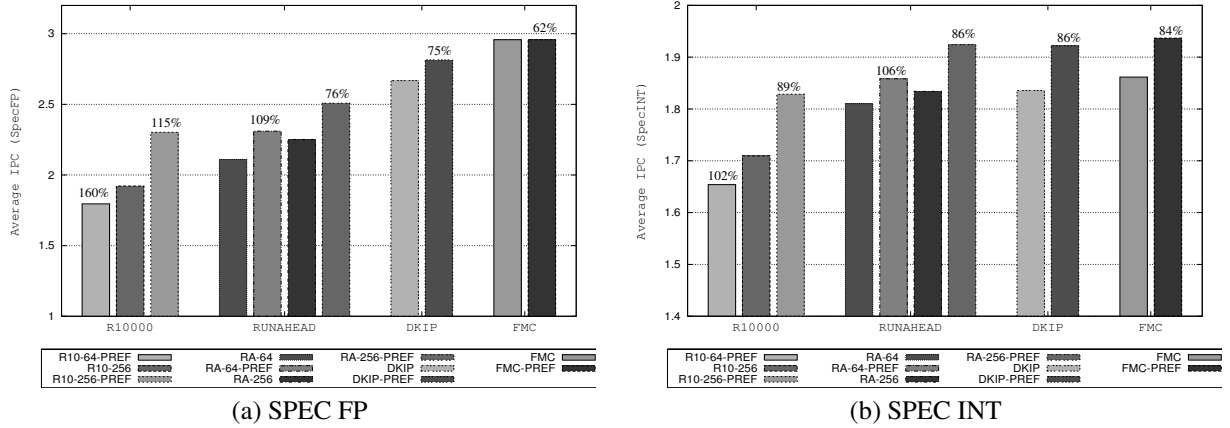 3
2.5
2
1.5
1
Average IPC (SpecFP)
160%
115%
109%
76%
75%
62%
R10000 RUNAHEAD DKIP FMC
R10-64-PREF RA-64 RA-256-PREF FMC
R10-256 RA-64-PREF DKIP FMC-PREF
R10-256-PREF RA-256 DKIP-PREF
(a) SPEC FP
2
1.9
1.8
1.7
1.6
1.5
1.4
Average IPC (SpecINT)
102%
89%
106%
86%
86%
84%
R10000 RUNAHEAD DKIP FMC
R10-64-PREF RA-64 RA-256-PREF FMC
R10-256 RA-64-PREF DKIP FMC-PREF
R10-256-PREF RA-256 DKIP-PREF
(b) SPEC INT